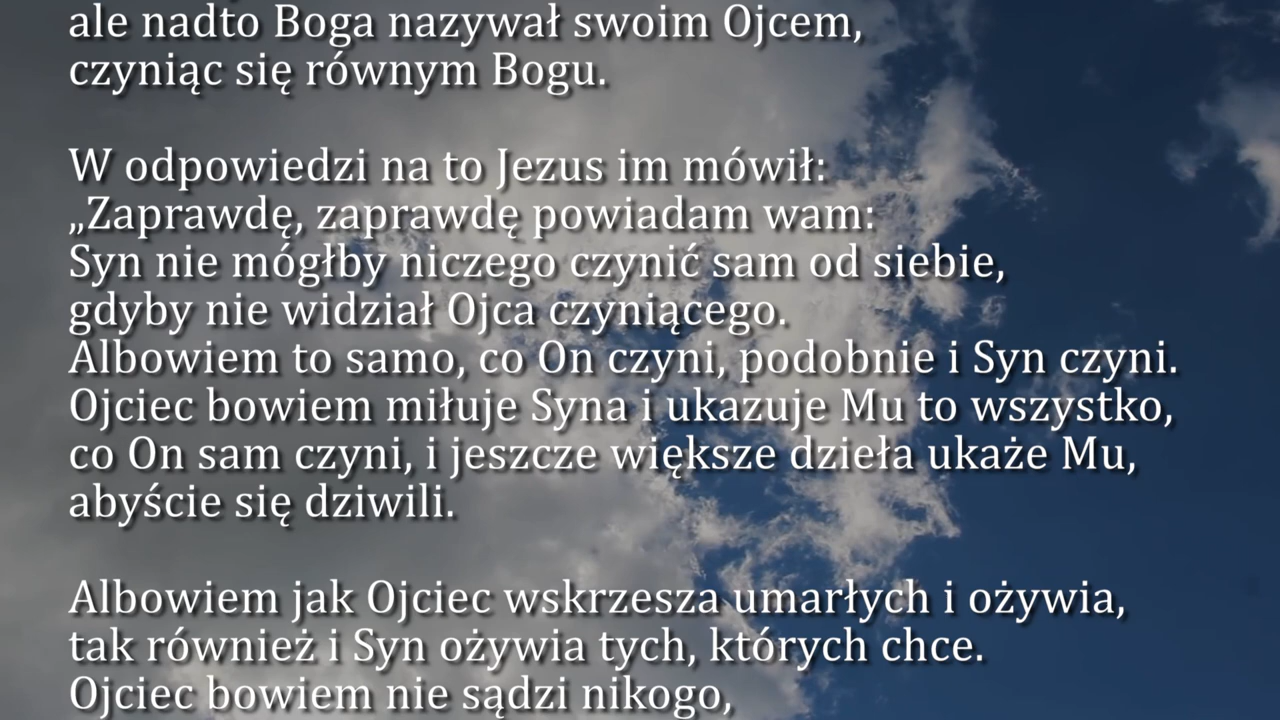 ale nadto Boga nazywał swoim Ojcem,
czyniąc się równym Bogu.
W odpowiedzi na to Jezus im mówił:
„Zaprawdę, zaprawdę powiadam wam:
Syn nie mógłby niczego czynić sam od siebie,
gdyby nie widział Ojca czyniącego.
Albowiem to samo, co On czyni, podobnie i Syn czyni.
Ojciec bowiem miłuje Syna i ukazuje Mu to wszystko,
co On sam czyni, i jeszcze większe dzieła ukaże Mu,
abyście się dziwili.
Albowiem jak Ojciec wskrzesza umarłych i ożywia,
tak również i Syn ożywia tych, których chce.
Ojciec bowiem nie sądzi nikogo,